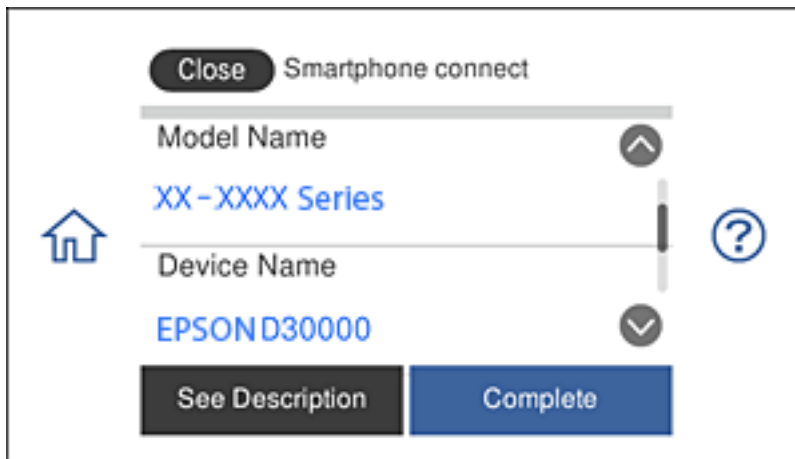 Close Smartphone connect
Model Name
XX-XXXX Series
Device Name
EPSON D30000
See Description Complete
?